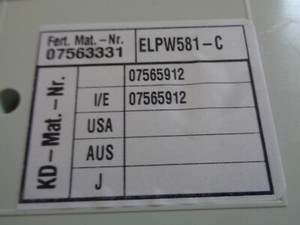 Fert. Mat.-Nr. ELPW581-C
07563331
KD-Mat.-Nr.
07565912
I/E 07565912
USA
AUS
J